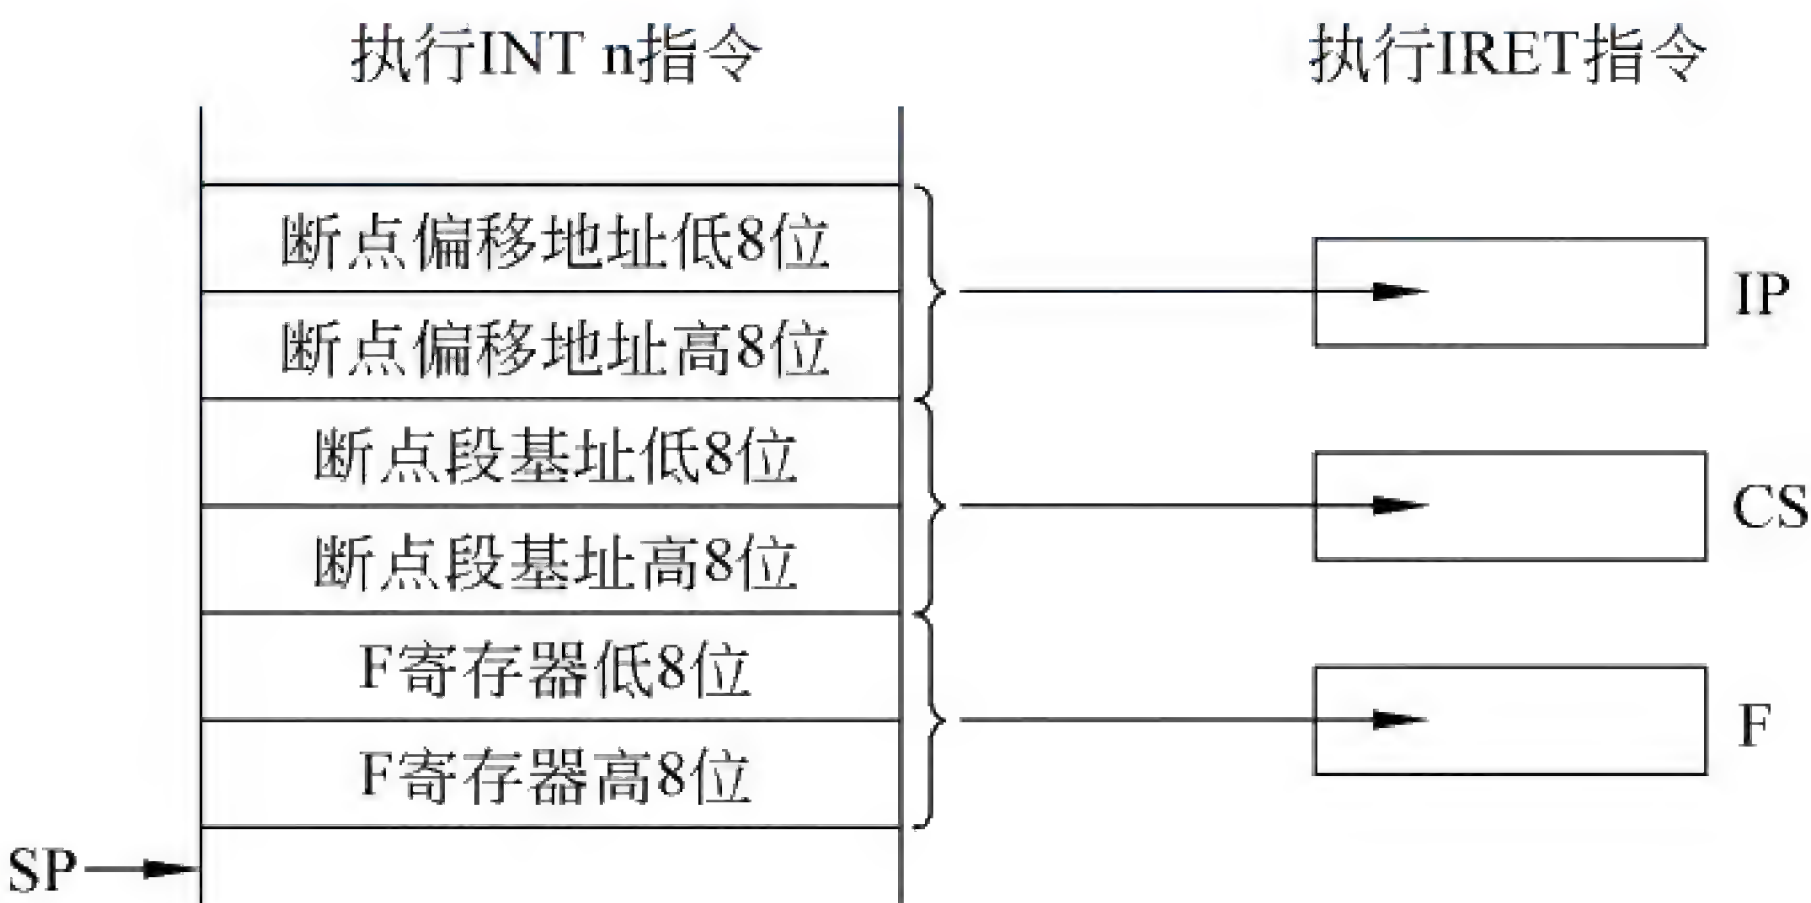 执行INT n指令
执行IRET指令
断点偏移地址低8位
断点偏移地址高8位
IP
断点段基址低8位
断点段基址高8位
CS
F寄存器低8位
F寄存器高8位
F
SP